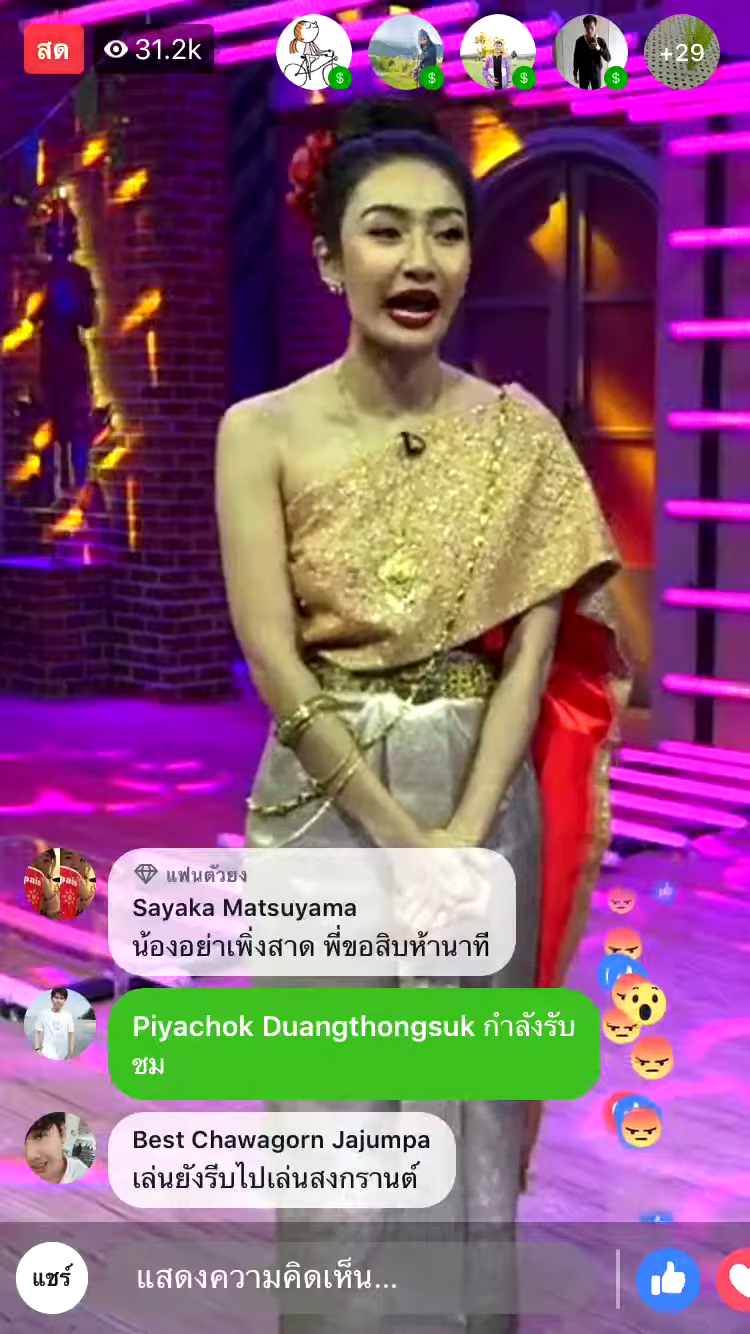 สด
31.2k
+29
แฟนตัวยง
Sayaka Matsuyama
น้องอย่าเพิ่งสาด พี่ขอสิบห้านาที
Piyachok Duangthongsuk กำลังรับ
ชม
Best Chawagorn Jajumpa
เล่นยังรีบไปเล่นสงกรานต์
แชร์
แสดงความคิดเห็น...